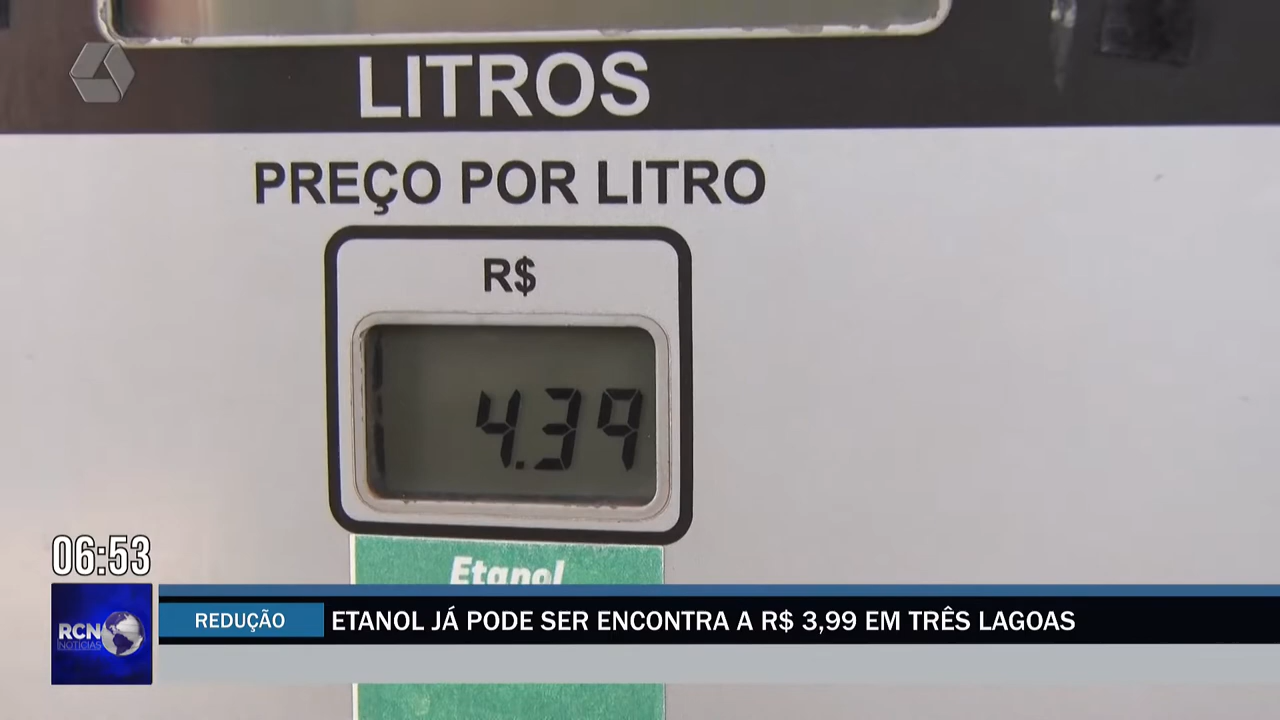 LITROS
PREÇO POR LITRO
R$
4.39
Etanol
06:53
RCN
NOTÍCIAS
REDUÇÃO
ETANOL JÁ PODE SER ENCONTRA A R$ 3,99 EM TRÊS LAGOAS